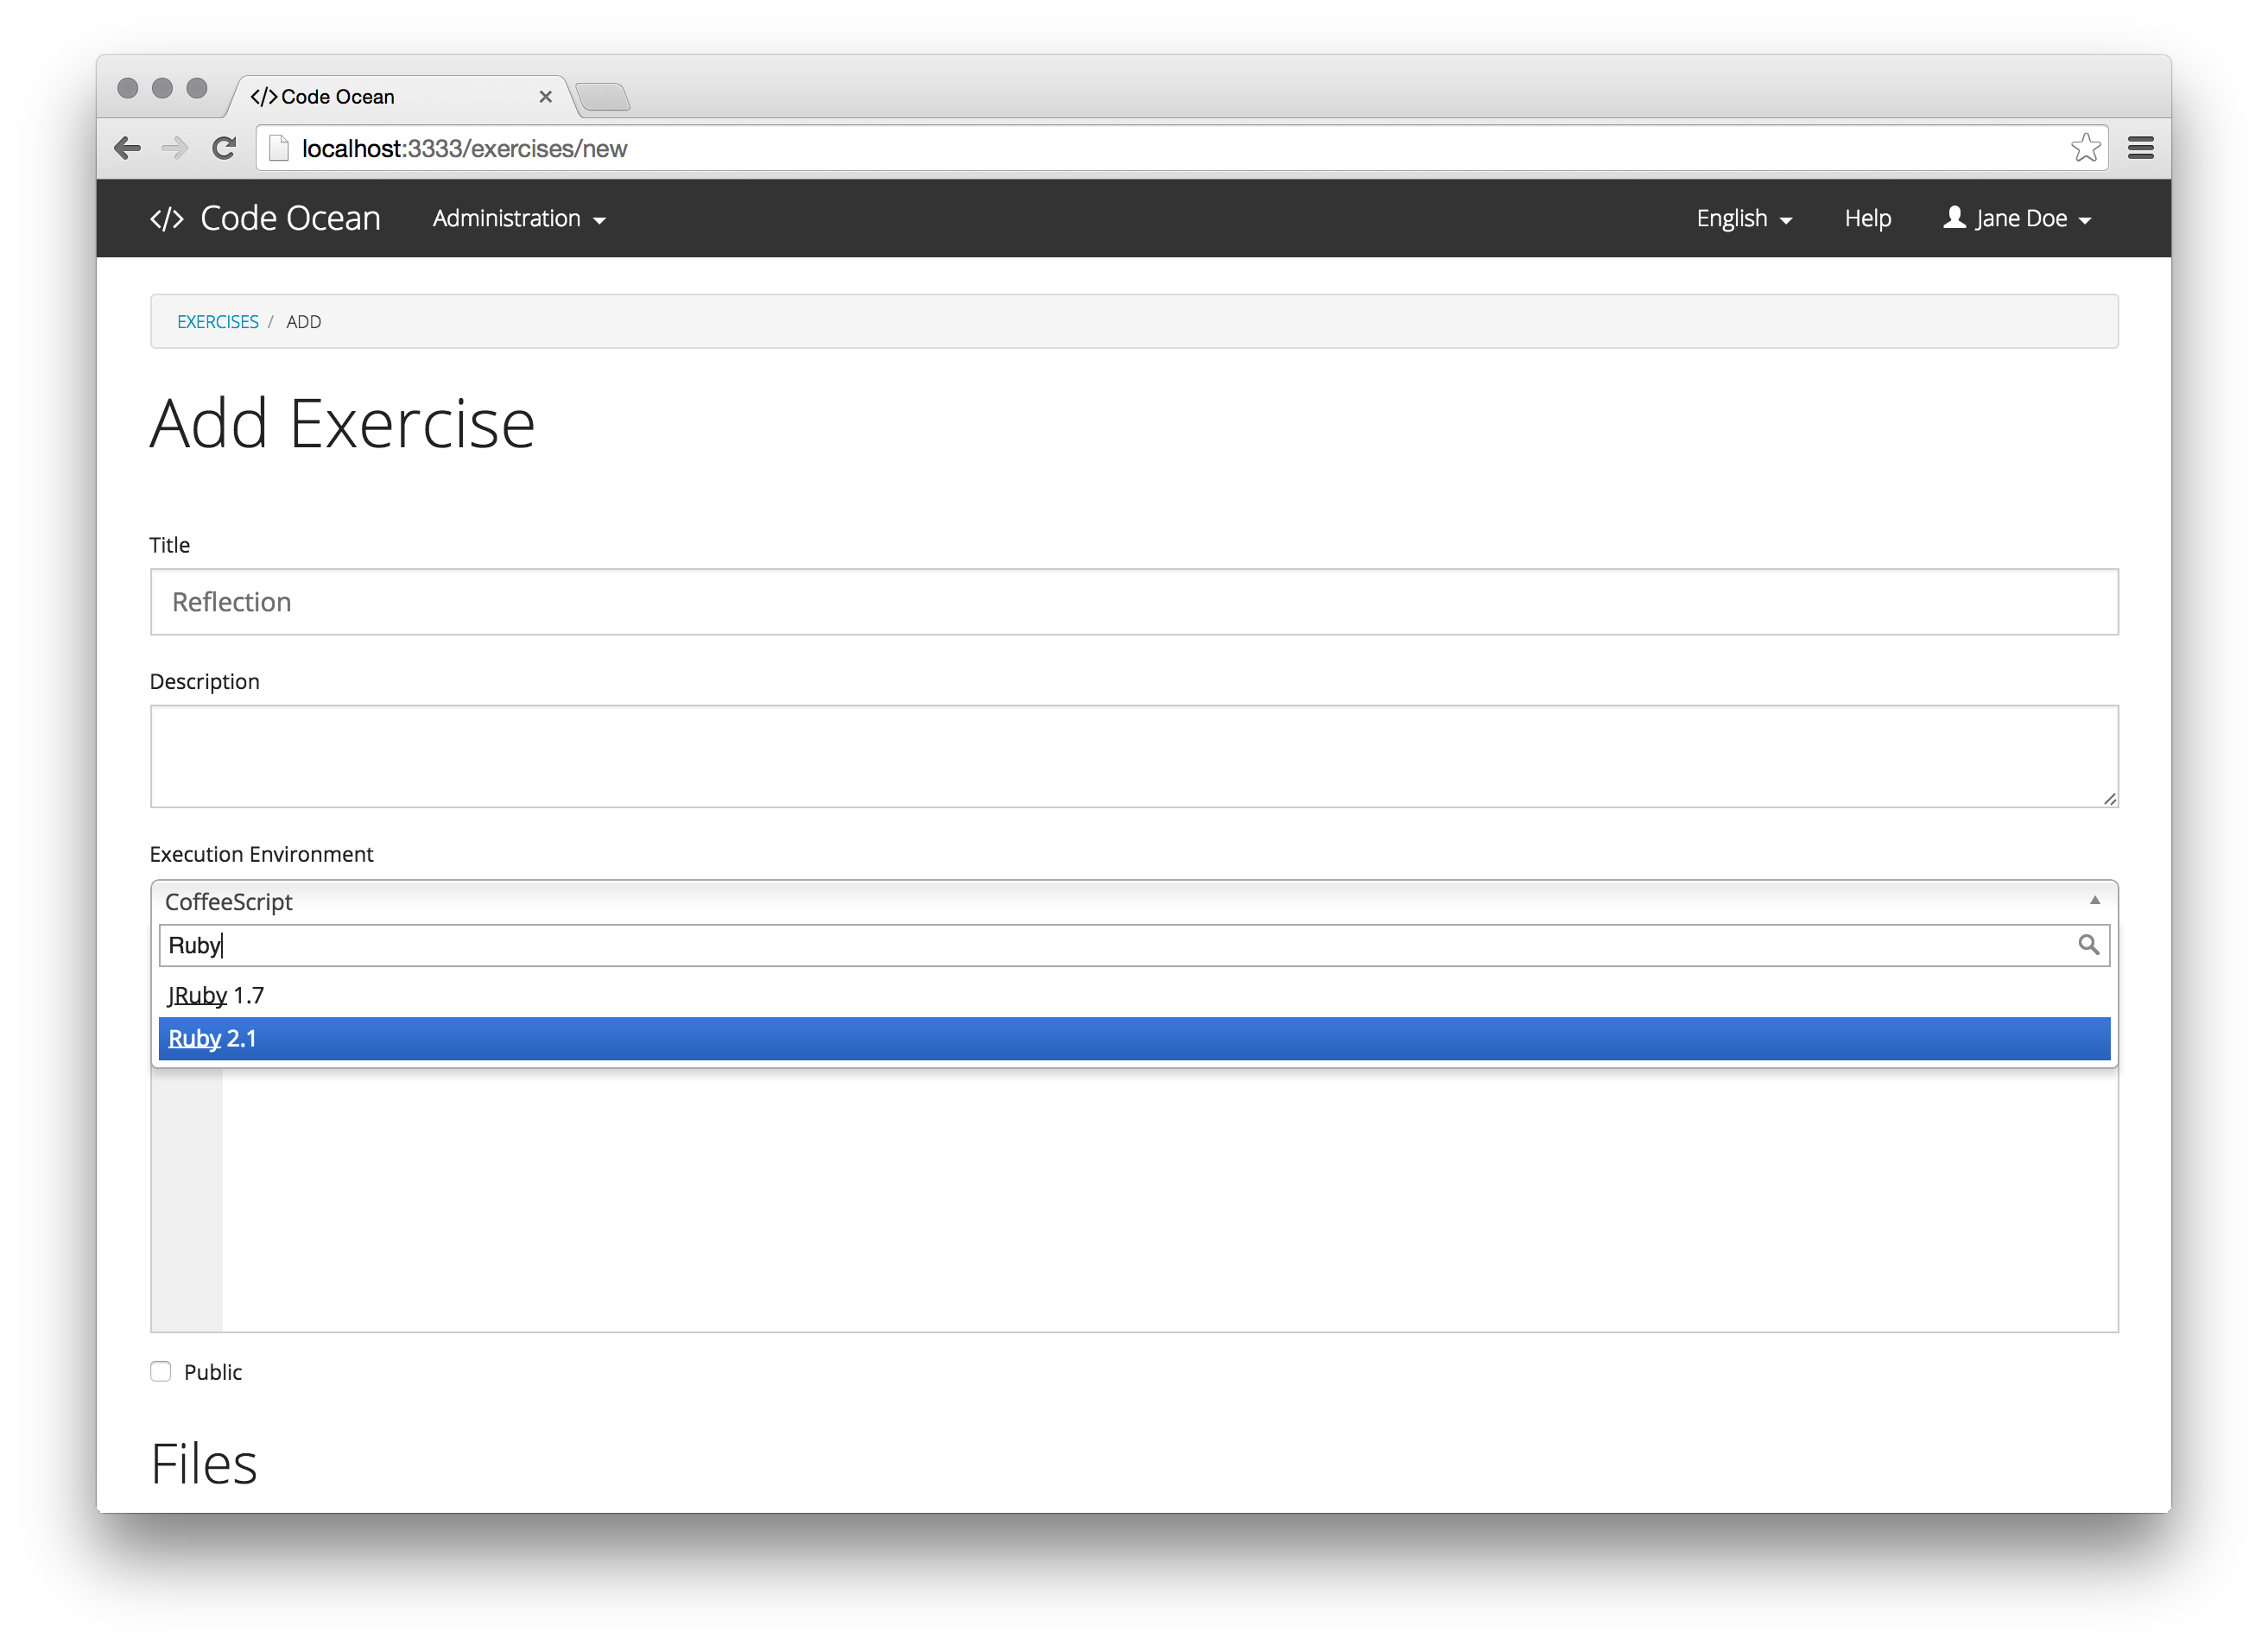 </> Code Ocean
localhost:3333/exercises/new
</> Code Ocean Administration English Help Jane Doe
EXERCISES / ADD
Add Exercise
Title
Reflection
Description
Execution Environment
CoffeeScript
Ruby
JRuby 1.7
Ruby 2.1
Public
Files